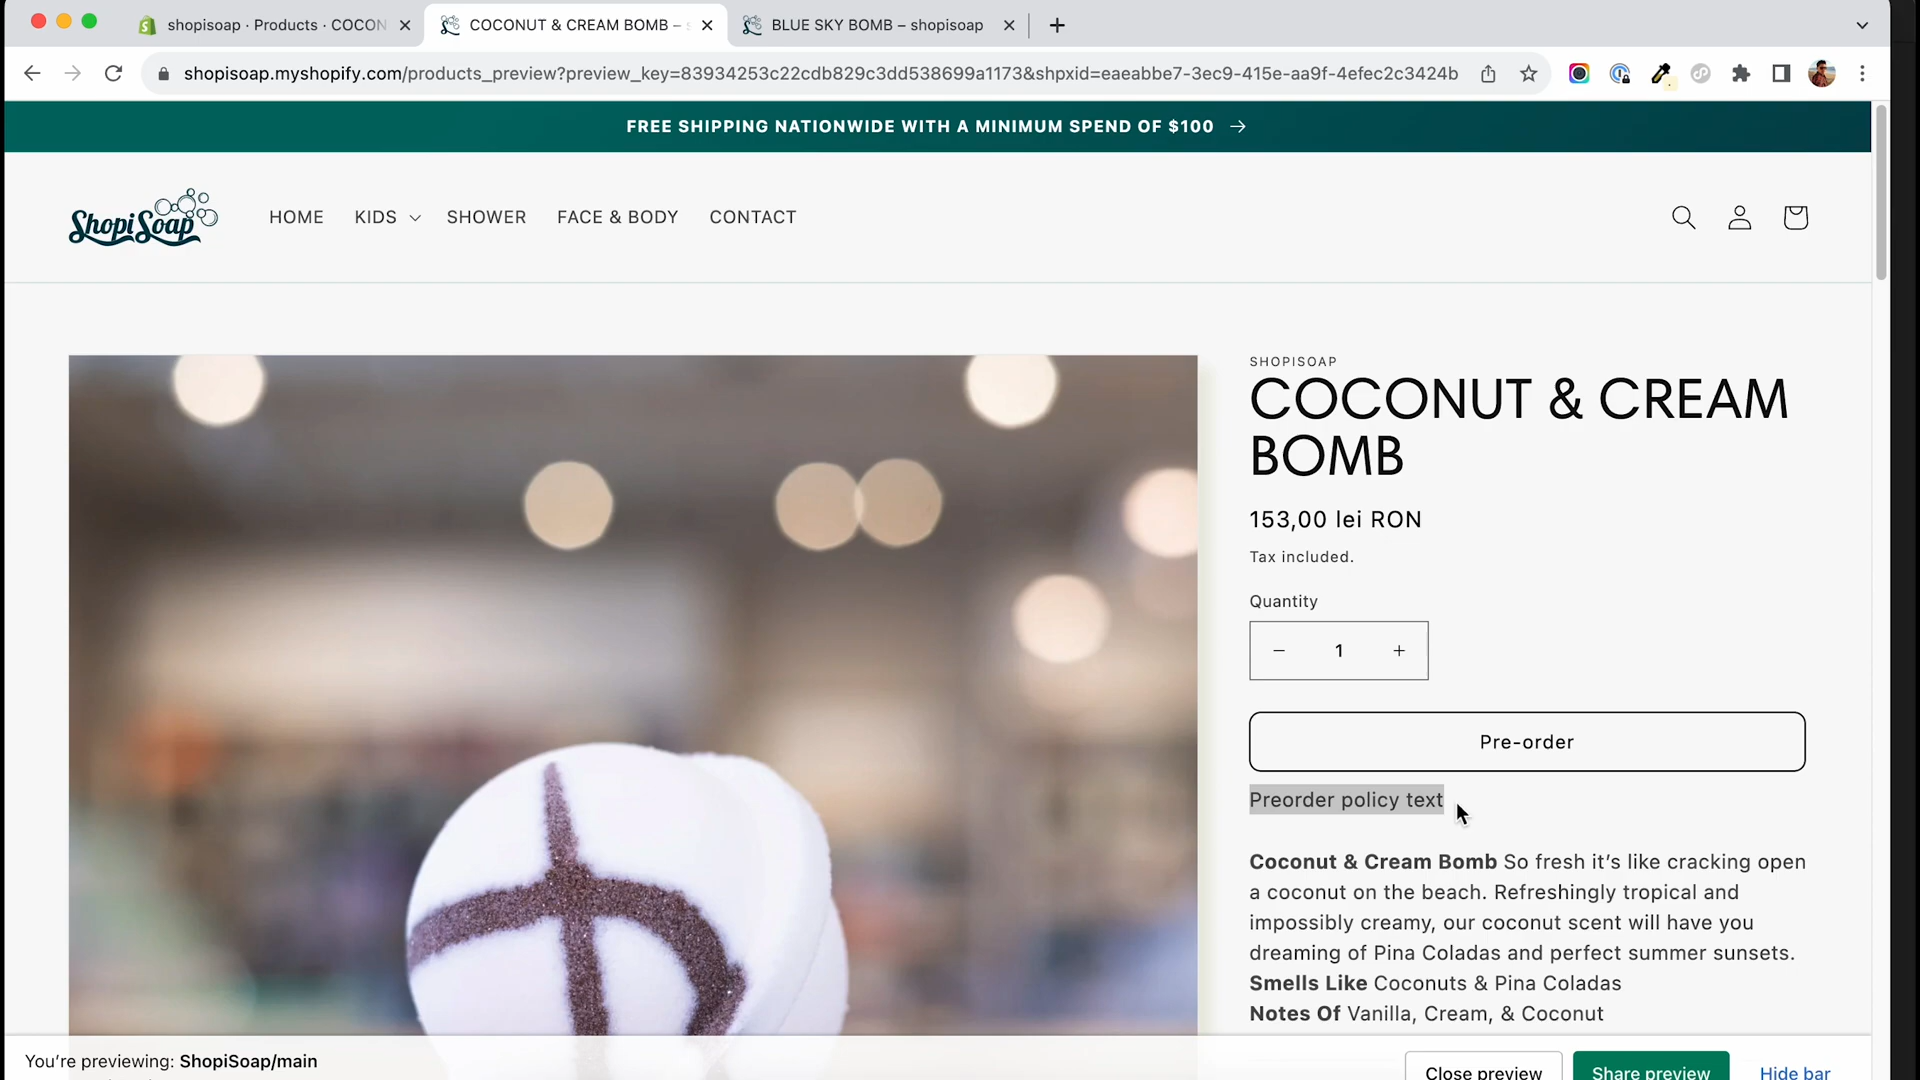 shopisoap · Products · COCON
COCONUT & CREAM BOMB –
BLUE SKY BOMB – shopisoap
shopisoap.myshopify.com/products_preview?preview_key=83934253c22cdb829c3dd538699a1173&shpxid=eaeabbe7-3ec9-415e-aa9f-4efec2c3424b
FREE SHIPPING NATIONWIDE WITH A MINIMUM SPEND OF $100 →
ShopiSoap
HOME
KIDS
SHOWER
FACE & BODY
CONTACT
SHOPISOAP
COCONUT & CREAM
BOMB
153,00 lei RON
Tax included.
Quantity
− 1 +
Pre-order
Preorder policy text
Coconut & Cream Bomb So fresh it’s like cracking open
a coconut on the beach. Refreshingly tropical and
impossibly creamy, our coconut scent will have you
dreaming of Pina Coladas and perfect summer sunsets.
Smells Like Coconuts & Pina Coladas
Notes Of Vanilla, Cream, & Coconut
You’re previewing: ShopiSoap/main
Close preview
Share preview
Hide bar